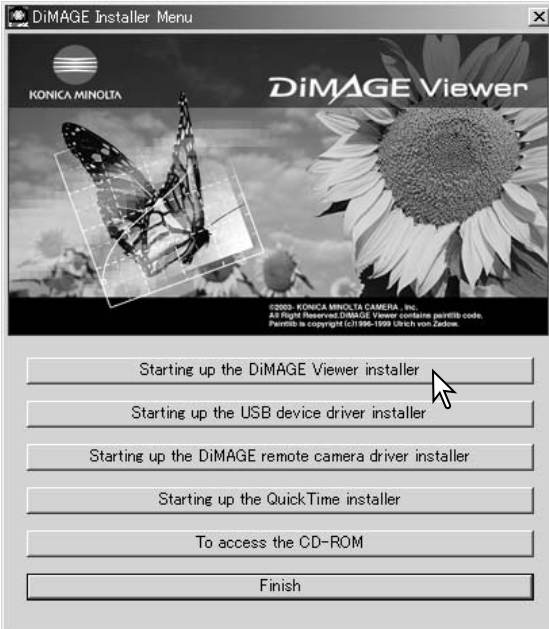 DiMAGE Installer Menu
KONICA MINOLTA
DiMAGE Viewer
©2003- KONICA MINOLTA CAMERA , Inc.
All Right Reserved.DiMAGE Viewer contains paintlib code.
Paintlib is copyright (c)1996-1999 Ulrich von Zadow.
Starting up the DiMAGE Viewer installer
Starting up the USB device driver installer
Starting up the DiMAGE remote camera driver installer
Starting up the QuickTime installer
To access the CD-ROM
Finish